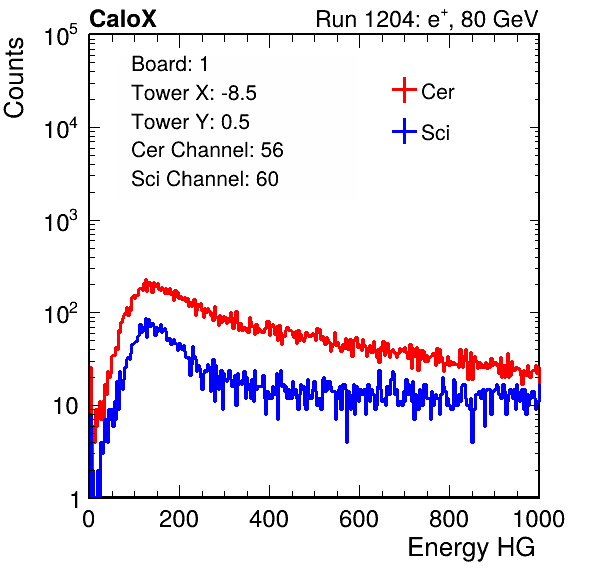 CaloX Run 1204: e⁺, 80 GeV
Counts
Board: 1
Tower X: -8.5
Tower Y: 0.5
Cer Channel: 56
Sci Channel: 60
Cer
Sci
10⁵
10⁴
10³
10²
10
1
0 200 400 600 800 1000
Energy HG